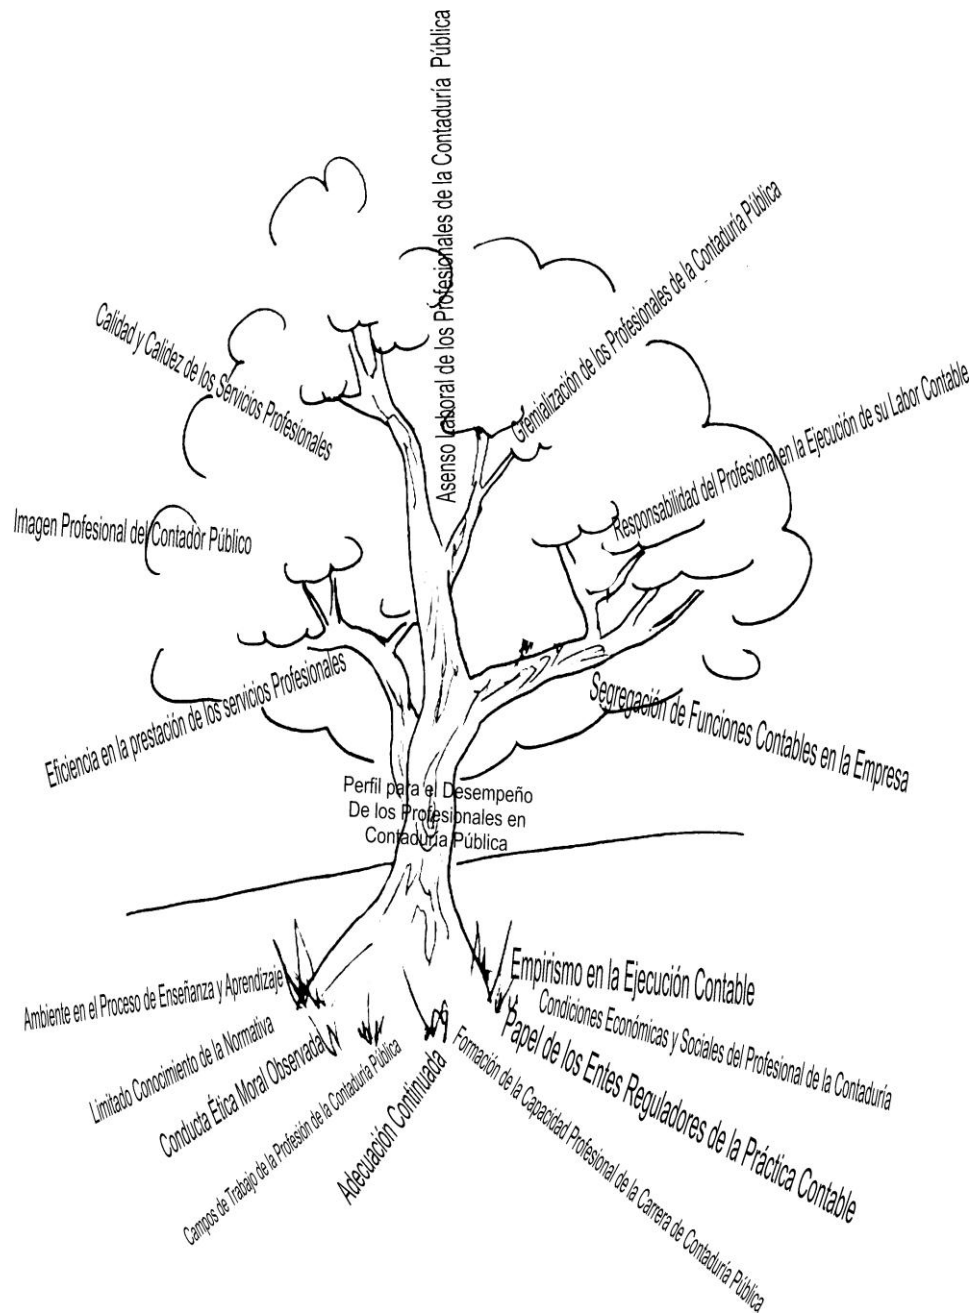 Asenso Laboral de los Profesionales de la Contaduría Pública
Gremialización de los Profesionales de la Contaduría Pública
Calidad y Calidez de los Servicios Profesionales
Responsabilidad del Profesional en la Ejecución de su Labor Contable
Imagen Profesional del Contador Público
Eficiencia en la prestación de los servicios Profesionales
Segregación de Funciones Contables en la Empresa
Perfil para el Desempeño
De los Profesionales en
Contaduría Pública
Ambiente en el Proceso de Enseñanza y Aprendizaje
Limitado Conocimiento de la Normativa
Conducta Ética Moral Observada
Campos de Trabajo de la Profesión de la Contaduría Pública
Adecuación Continuada
Formación de la Capacidad Profesional de la Carrera de Contaduría Pública
Papel de los Entes Reguladores de la Práctica Contable
Condiciones Económicas y Sociales del Profesional de la Contaduría
Empirismo en la Ejecución Contable